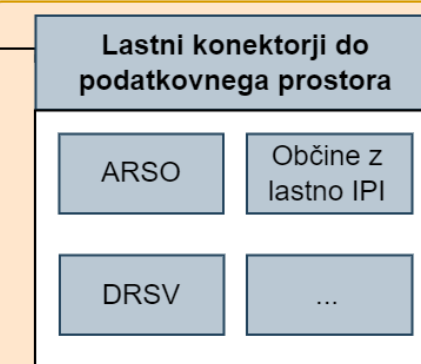 Lastni konektorji do
podatkovnega prostora
ARSO
Občine z
lastno IPI
DRSV
...